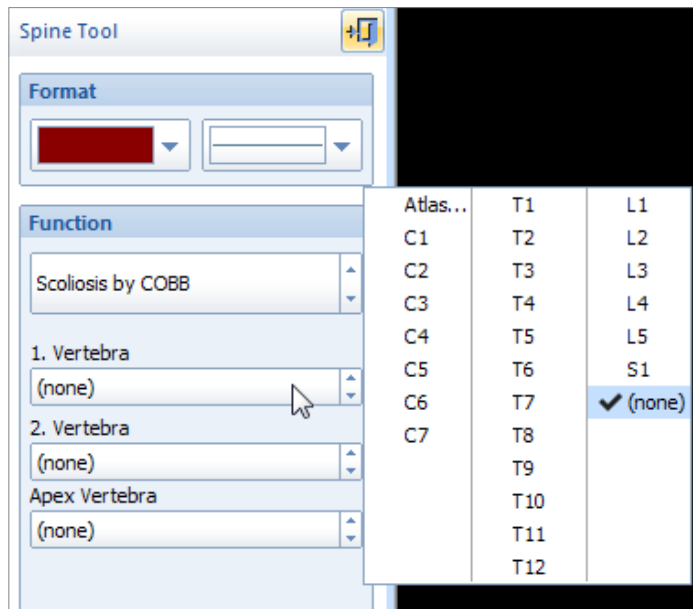 Spine Tool
Format
Function
Scoliosis by COBB
1. Vertebra
(none)
2. Vertebra
(none)
Apex Vertebra
(none)
Atlas...
C1
C2
C3
C4
C5
C6
C7
T1
T2
T3
T4
T5
T6
T7
T8
T9
T10
T11
T12
L1
L2
L3
L4
L5
S1
(none)